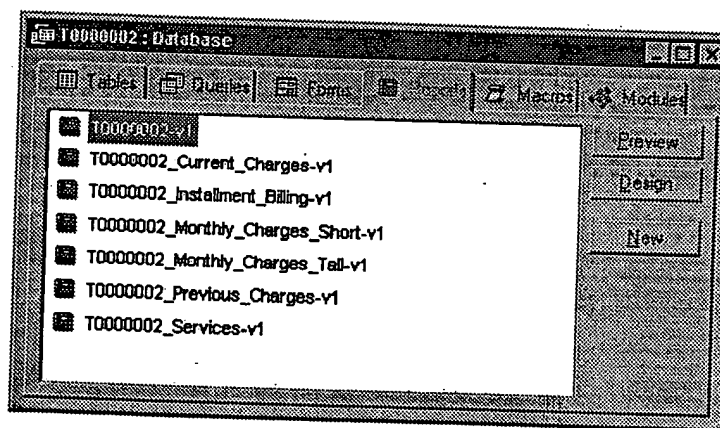 T0000002 : Database
Tables Queries Forms Reports Macros Modules
T0000002-v1
T0000002_Current_Charges-v1
T0000002_Installment_Billing-v1
T0000002_Monthly_Charges_Short-v1
T0000002_Monthly_Charges_Tall-v1
T0000002_Previous_Charges-v1
T0000002_Services-v1
Preview
Design
New